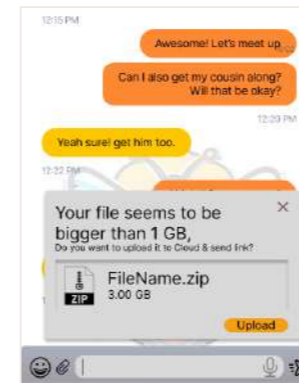 12:15 PM
Awesome! Let's meet up
Can I also get my cousin along?
Will that be okay?
12:20 PM
Yeah sure! get him too.
12:22 PM
Your file seems to be
bigger than 1 GB,
Do you want to upload it to Cloud & send link?
ZIP
FileName.zip
3.00 GB
Upload